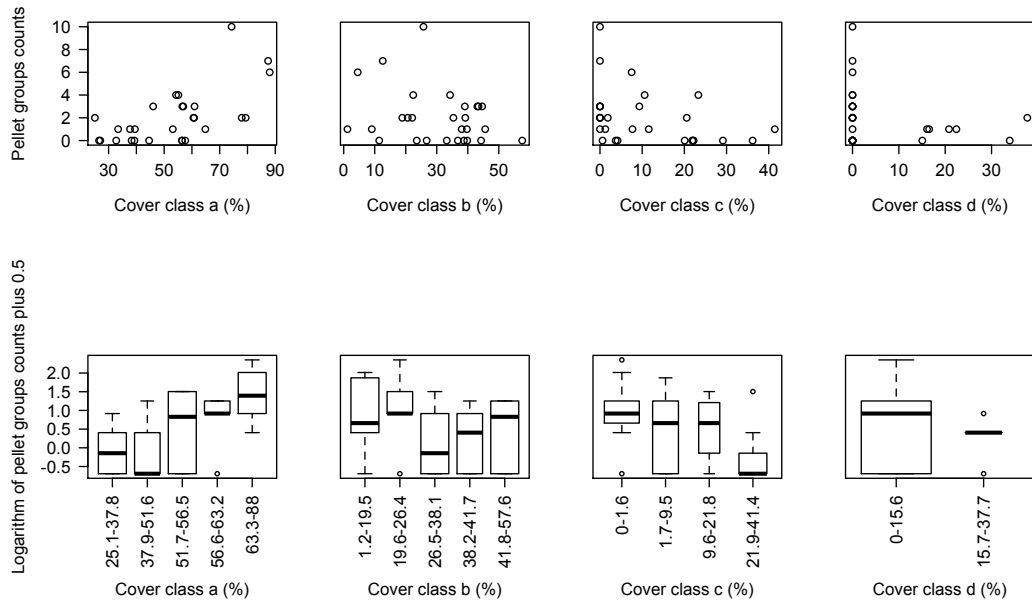 Pellet groups counts
10
8
6
4
2
0
30 50 70 90
Cover class a (%)
0 10 30 50
Cover class b (%)
0 10 20 30 40
Cover class c (%)
0 10 20 30
Cover class d (%)
Logarithm of pellet groups counts plus 0.5
2.0
1.5
1.0
0.5
0.0
-0.5
25.1-37.8
37.9-51.6
51.7-56.5
56.6-63.2
63.3-88
Cover class a (%)
1.2-19.5
19.6-26.4
26.5-38.1
38.2-41.7
41.8-57.6
Cover class b (%)
0-1.6
1.7-9.5
9.6-21.8
21.9-41.4
Cover class c (%)
0-15.6
15.7-37.7
Cover class d (%)